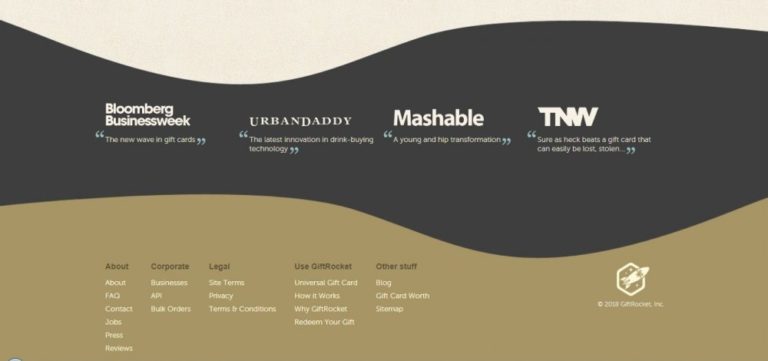 Bloomberg
Businessweek
“The new wave in gift cards”
URBANDADDY
“The latest innovation in drink-buying
technology”
Mashable
“A young and hip transformation”
TNW
“Sure as heck beats a gift card that
can easily be lost, stolen...”
About
About
FAQ
Contact
Jobs
Press
Reviews
Corporate
Businesses
API
Bulk Orders
Legal
Site Terms
Privacy
Terms & Conditions
Use GiftRocket
Universal Gift Card
How it Works
Why GiftRocket
Redeem Your Gift
Other stuff
Blog
Gift Card Worth
Sitemap
© 2018 GiftRocket, Inc.